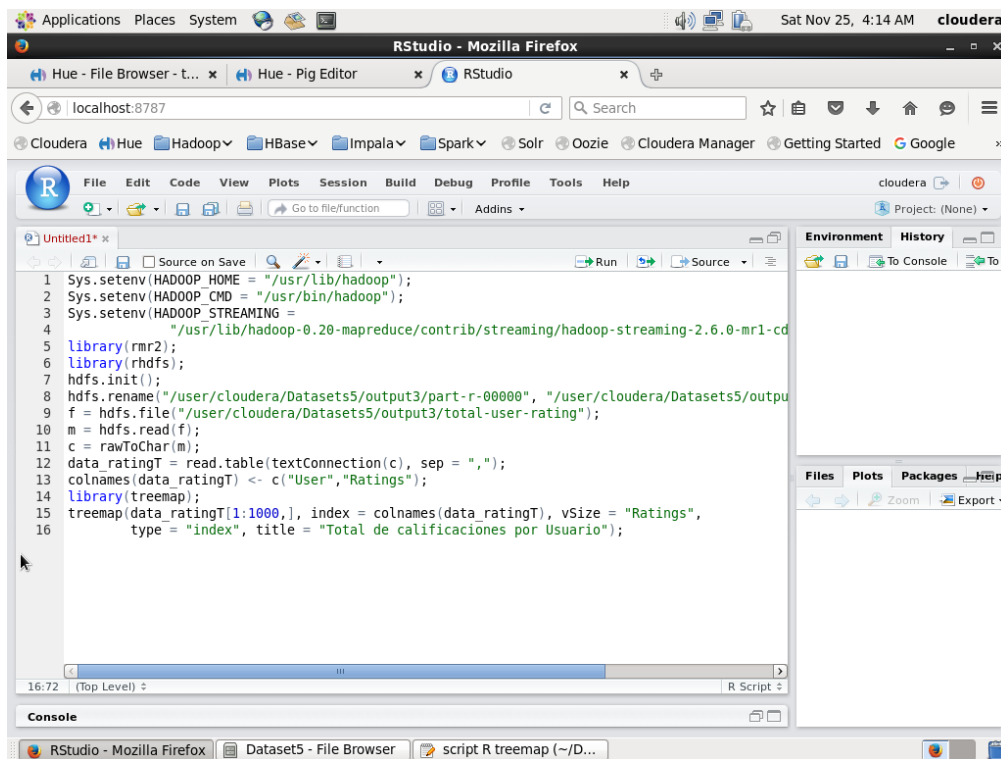 Applications Places System Sat Nov 25, 4:14 AM cloudera
RStudio - Mozilla Firefox
Hue - File Browser - t... Hue - Pig Editor RStudio
localhost:8787 Search
Cloudera Hue Hadoop HBase Impala Spark Solr Oozie Cloudera Manager Getting Started Google
R File Edit Code View Plots Session Build Debug Profile Tools Help cloudera
Go to file/function Addins Project: (None)
Untitled1* Environment History
Source on Save Run Source To Console To
1 Sys.setenv(HADOOP_HOME = "/usr/lib/hadoop");
2 Sys.setenv(HADOOP_CMD = "/usr/bin/hadoop");
3 Sys.setenv(HADOOP_STREAMING =
4 "/usr/lib/hadoop-0.20-mapreduce/contrib/streaming/hadoop-streaming-2.6.0-mr1-cd
5 library(rmr2);
6 library(rhdfs);
7 hdfs.init();
8 hdfs.rename("/user/cloudera/Datasets5/output3/part-r-00000", "/user/cloudera/Datasets5/outpu
9 f = hdfs.file("/user/cloudera/Datasets5/output3/total-user-rating");
10 m = hdfs.read(f);
11 c = rawToChar(m);
12 data_ratingT = read.table(textConnection(c), sep = ",");
13 colnames(data_ratingT) <- c("User","Ratings");
14 library(treemap);
15 treemap(data_ratingT[1:1000,], index = colnames(data_ratingT), vSize = "Ratings",
16 type = "index", title = "Total de calificaciones por Usuario");
Files Plots Packages Help
Zoom Export
16:72 (Top Level) R Script
Console
RStudio - Mozilla Firefox Dataset5 - File Browser script R treemap (~/D...